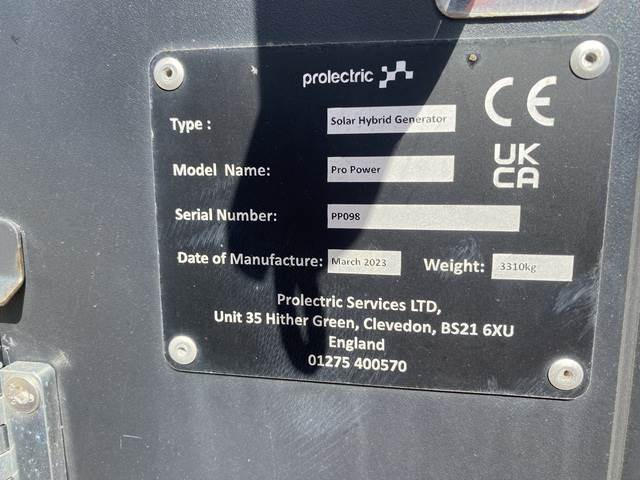 prolectric
CE
UK
CA
Type : Solar Hybrid Generator
Model Name: Pro Power
Serial Number: PP098
Date of Manufacture: March 2023 Weight: 3310kg
Prolectric Services LTD,
Unit 35 Hither Green, Clevedon, BS21 6XU
England
01275 400570